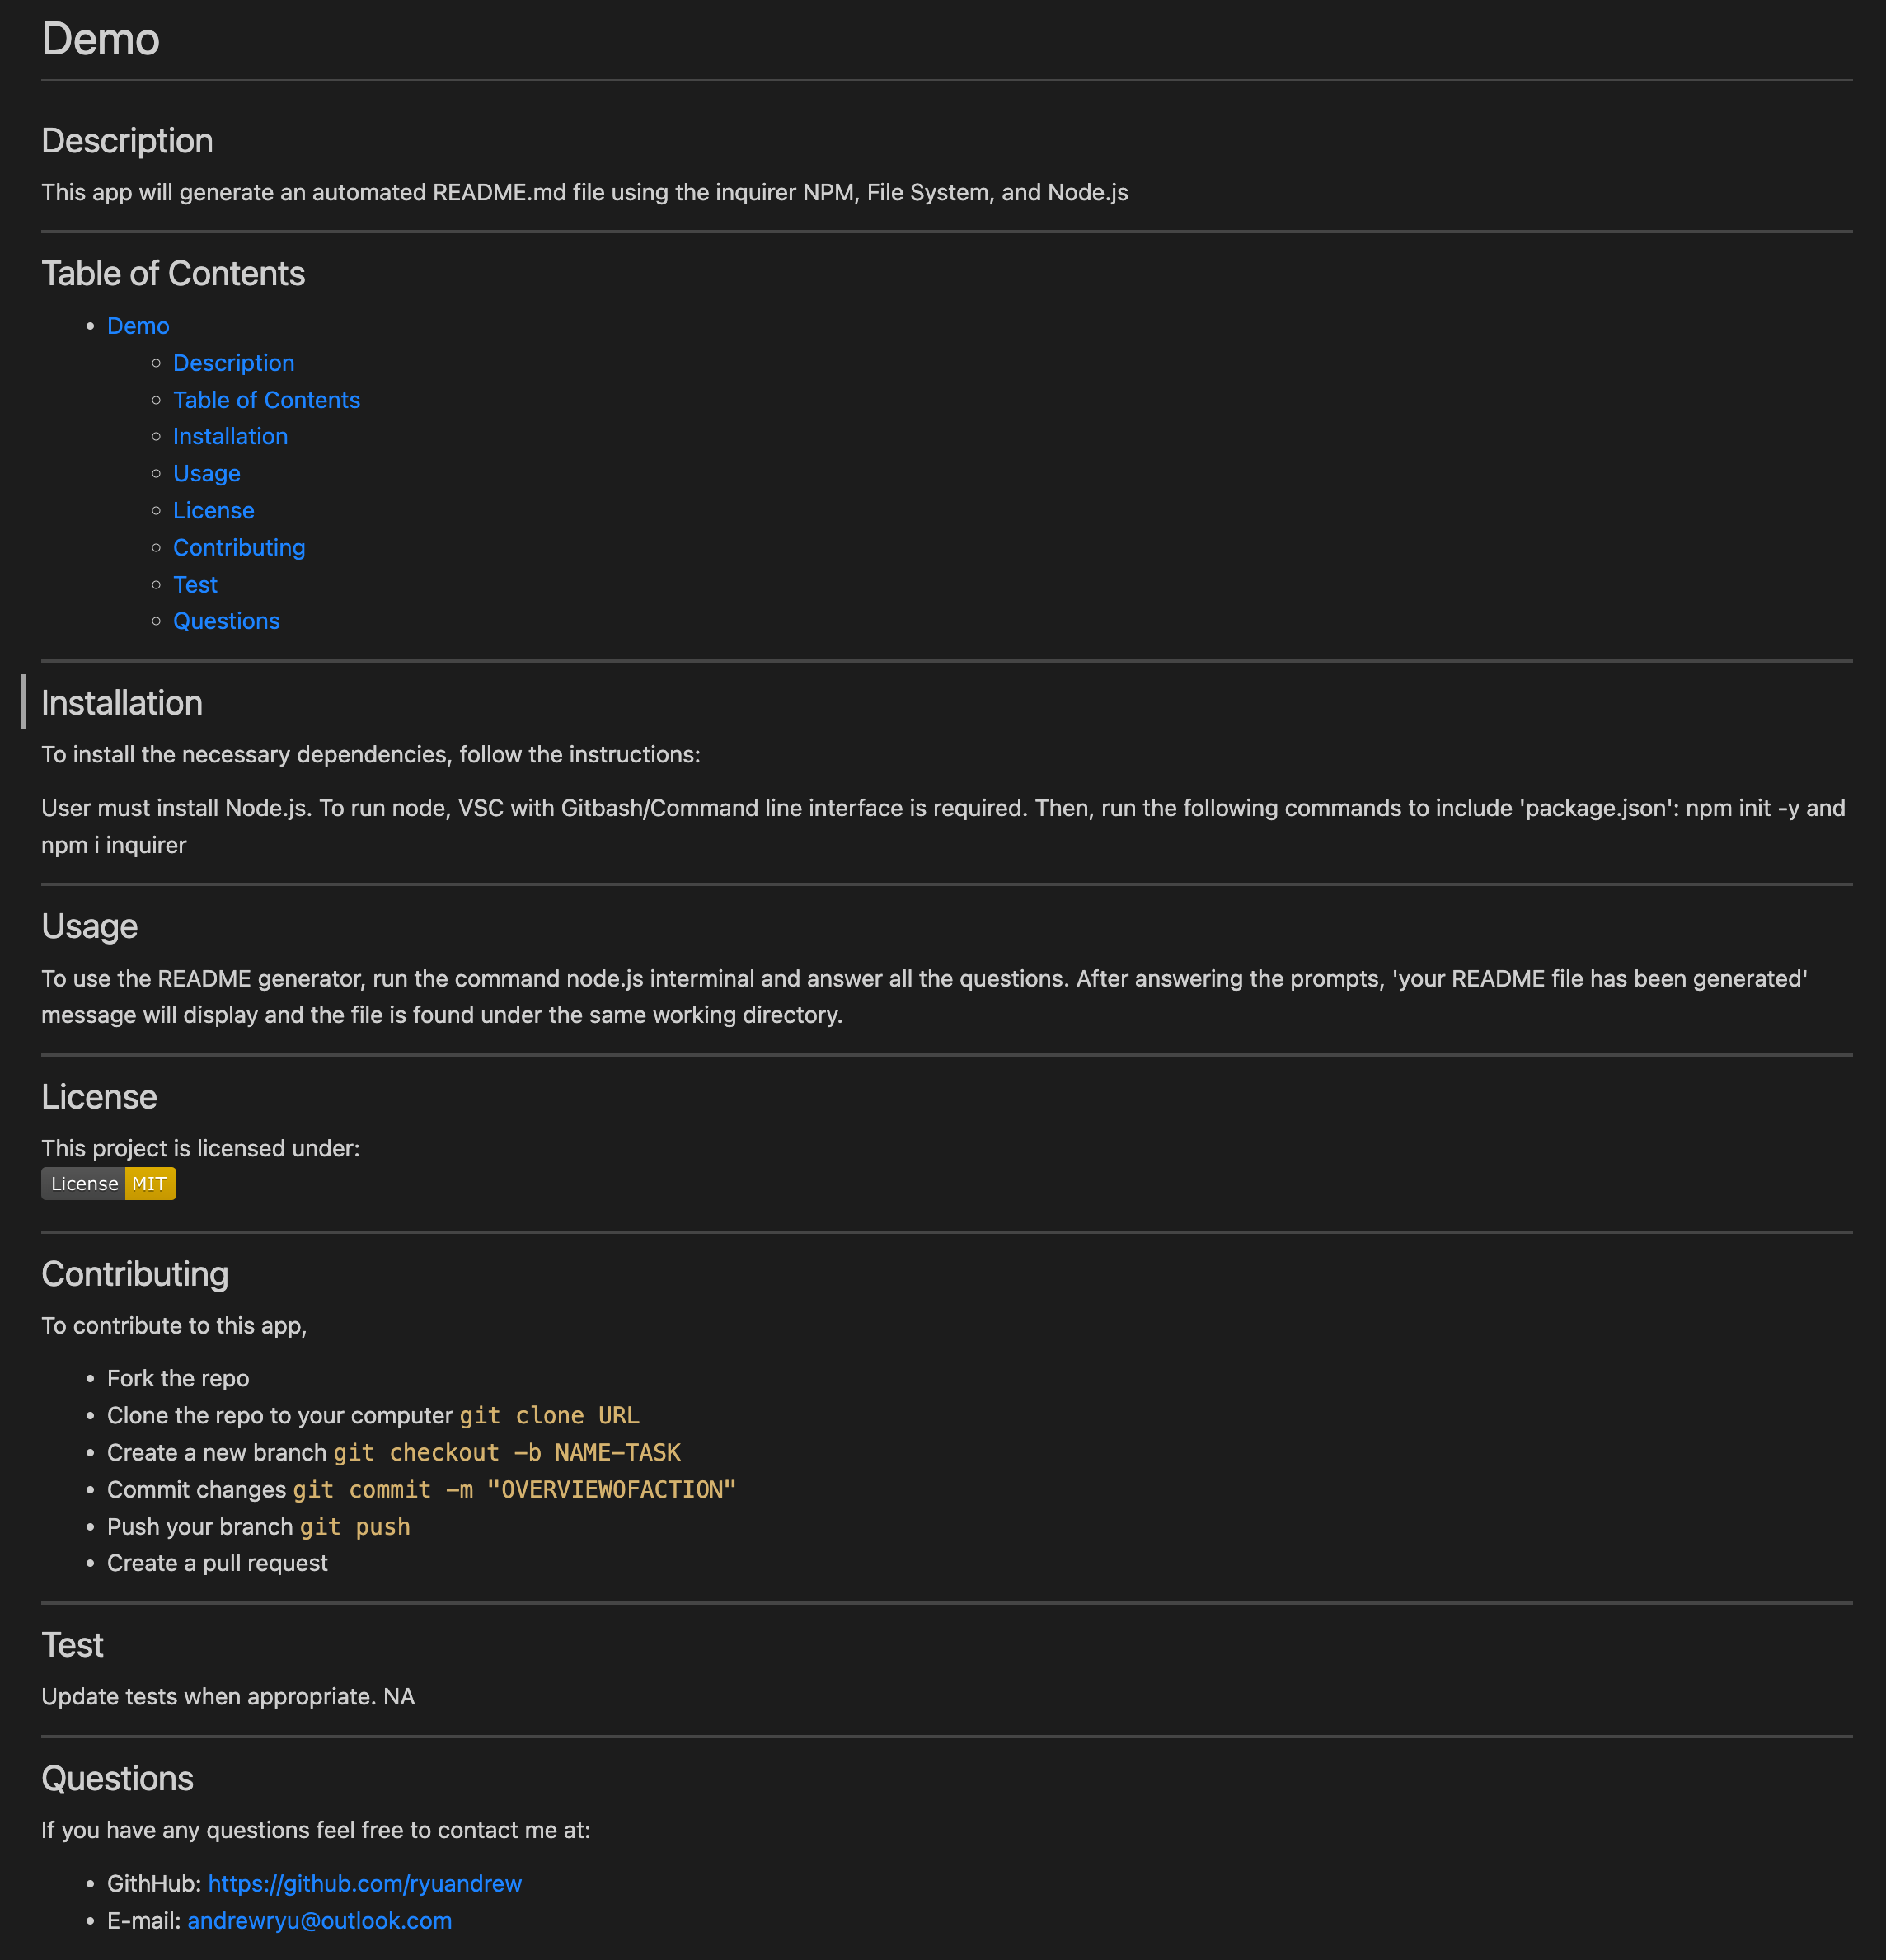 Demo
Description
This app will generate an automated README.md file using the inquirer NPM, File System, and Node.js
Table of Contents
Demo
Description
Table of Contents
Installation
Usage
License
Contributing
Test
Questions
Installation
To install the necessary dependencies, follow the instructions:
User must install Node.js. To run node, VSC with Gitbash/Command line interface is required. Then, run the following commands to include 'package.json': npm init -y and
npm i inquirer
Usage
To use the README generator, run the command node.js interminal and answer all the questions. After answering the prompts, 'your README file has been generated'
message will display and the file is found under the same working directory.
License
This project is licensed under:
License MIT
Contributing
To contribute to this app,
Fork the repo
Clone the repo to your computer git clone URL
Create a new branch git checkout -b NAME-TASK
Commit changes git commit -m "OVERVIEWOFACTION"
Push your branch git push
Create a pull request
Test
Update tests when appropriate. NA
Questions
If you have any questions feel free to contact me at:
GithHub: https://github.com/ryuandrew
E-mail: andrewryu@outlook.com